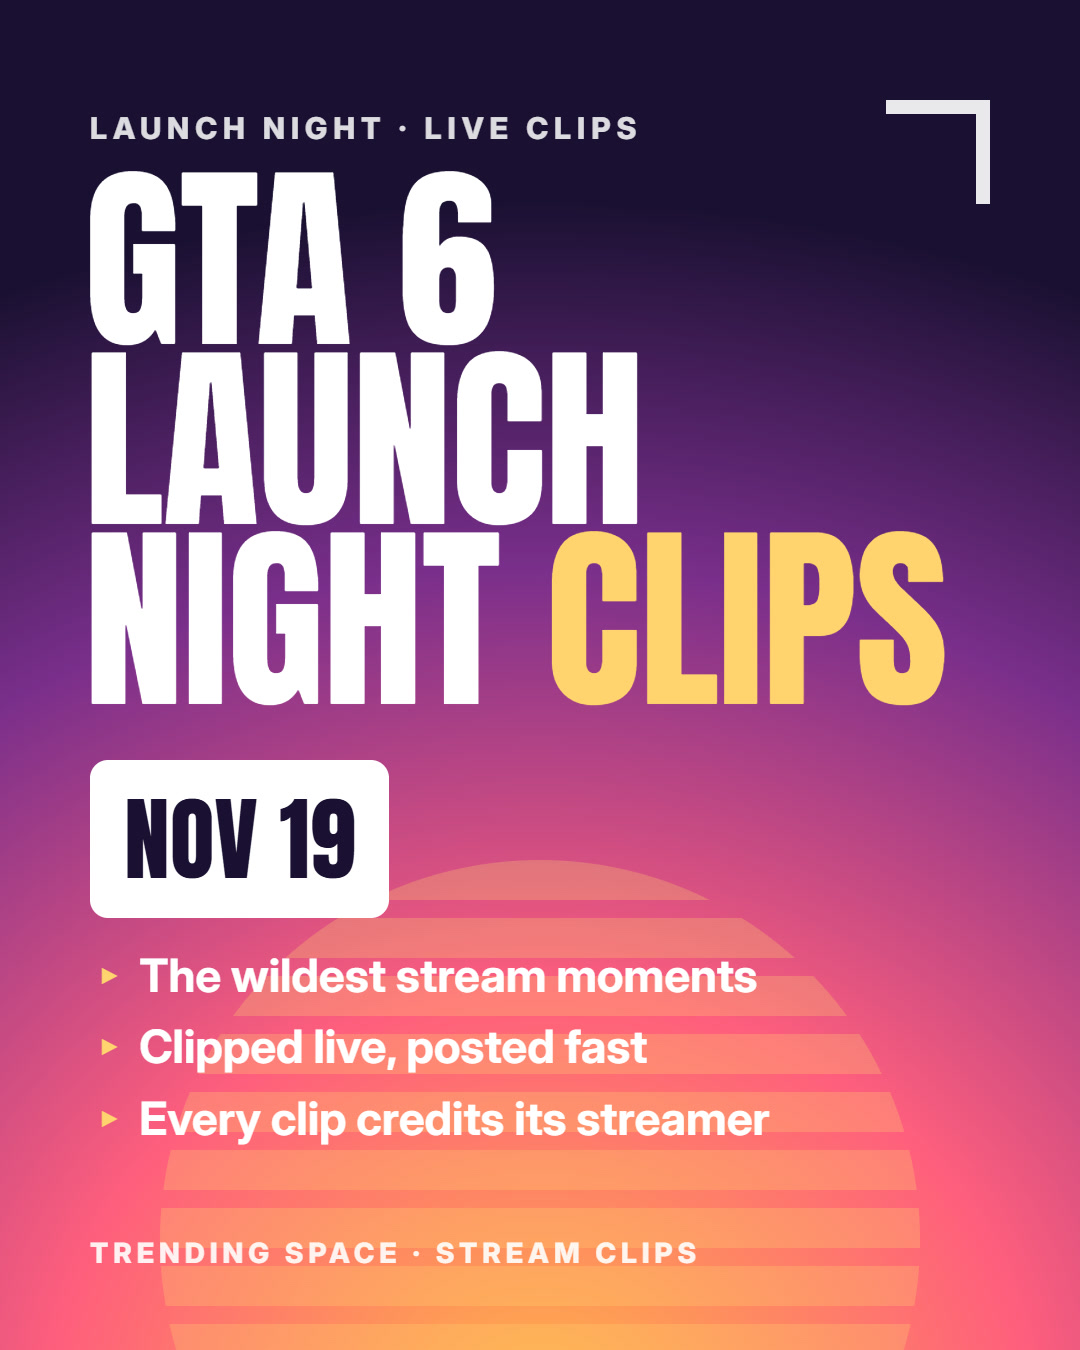 LAUNCH NIGHT · LIVE CLIPS
GTA 6
LAUNCH
NIGHT CLIPS
NOV 19
▸ The wildest stream moments
▸ Clipped live, posted fast
▸ Every clip credits its streamer
TRENDING SPACE · STREAM CLIPS